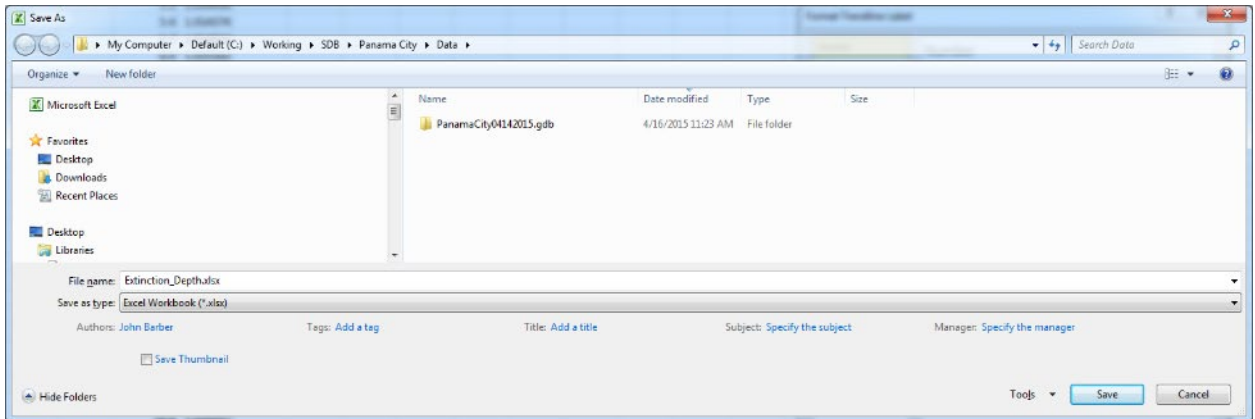 Save As
My Computer ▸ Default (C:) ▸ Working ▸ SDB ▸ Panama City ▸ Data ▸
Search Data
Organize New folder
Microsoft Excel
Favorites
Desktop
Downloads
Recent Places
Desktop
Libraries
Name Date modified Type Size
PanamaCity04142015.gdb 4/16/2015 11:23 AM File folder
File name: Extinction_Depth.xlsx
Save as type: Excel Workbook (*.xlsx)
Authors: John Barber Tags: Add a tag Title: Add a title Subject: Specify the subject Manager: Specify the manager
Save Thumbnail
Hide Folders Tools Save Cancel